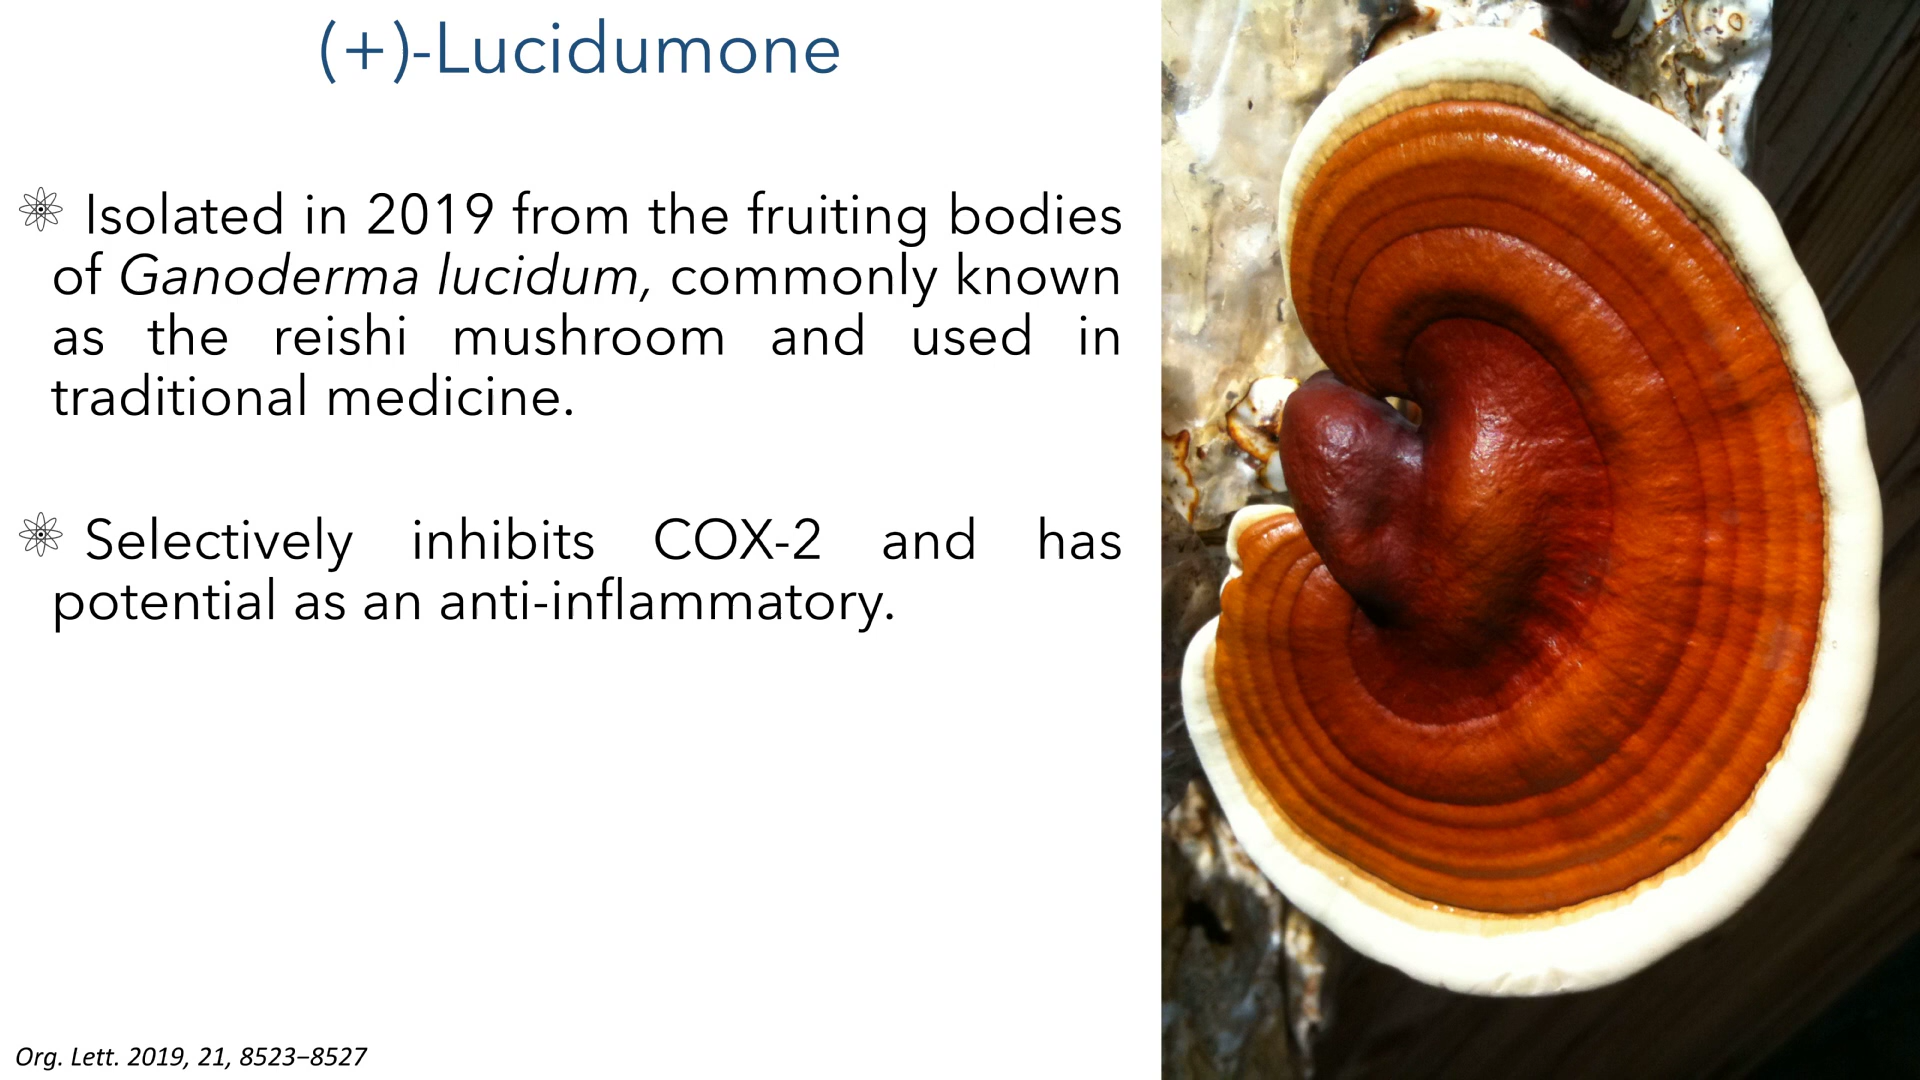 (+)-Lucidumone
Isolated in 2019 from the fruiting bodies
of Ganoderma lucidum, commonly known
as the reishi mushroom and used in
traditional medicine.
Selectively inhibits COX-2 and has
potential as an anti-inflammatory.
Org. Lett. 2019, 21, 8523–8527